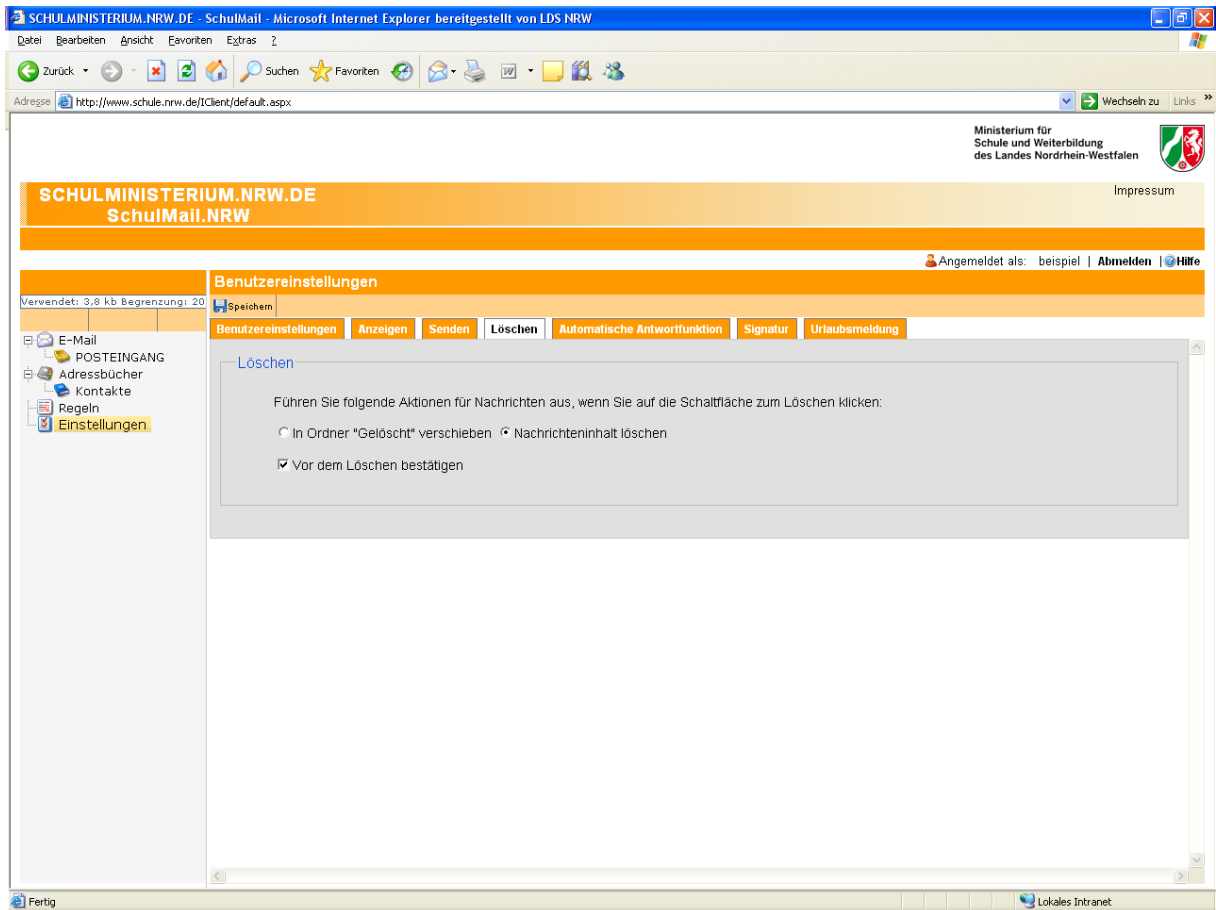 SCHULMINISTERIUM.NRW.DE - SchulMail - Microsoft Internet Explorer bereitgestellt von LDS NRW
Datei Bearbeiten Ansicht Favoriten Extras ?
Zurück Suchen Favoriten
Adresse http://www.schule.nrw.de/IClient/default.aspx Wechseln zu Links »
Ministerium für
Schule und Weiterbildung
des Landes Nordrhein-Westfalen
SCHULMINISTERIUM.NRW.DE
SchulMail.NRW
Impressum
Angemeldet als: beispiel | Abmelden | Hilfe
Benutzereinstellungen
Verwendet: 3,8 kb Begrenzung: 20
Speichern
Benutzereinstellungen Anzeigen Senden Löschen Automatische Antwortfunktion Signatur Urlaubsmeldung
E-Mail
POSTEINGANG
Adressbücher
Kontakte
Regeln
Einstellungen
Löschen
Führen Sie folgende Aktionen für Nachrichten aus, wenn Sie auf die Schaltfläche zum Löschen klicken:
In Ordner "Gelöscht" verschieben Nachrichteninhalt löschen
Vor dem Löschen bestätigen
Fertig Lokales Intranet